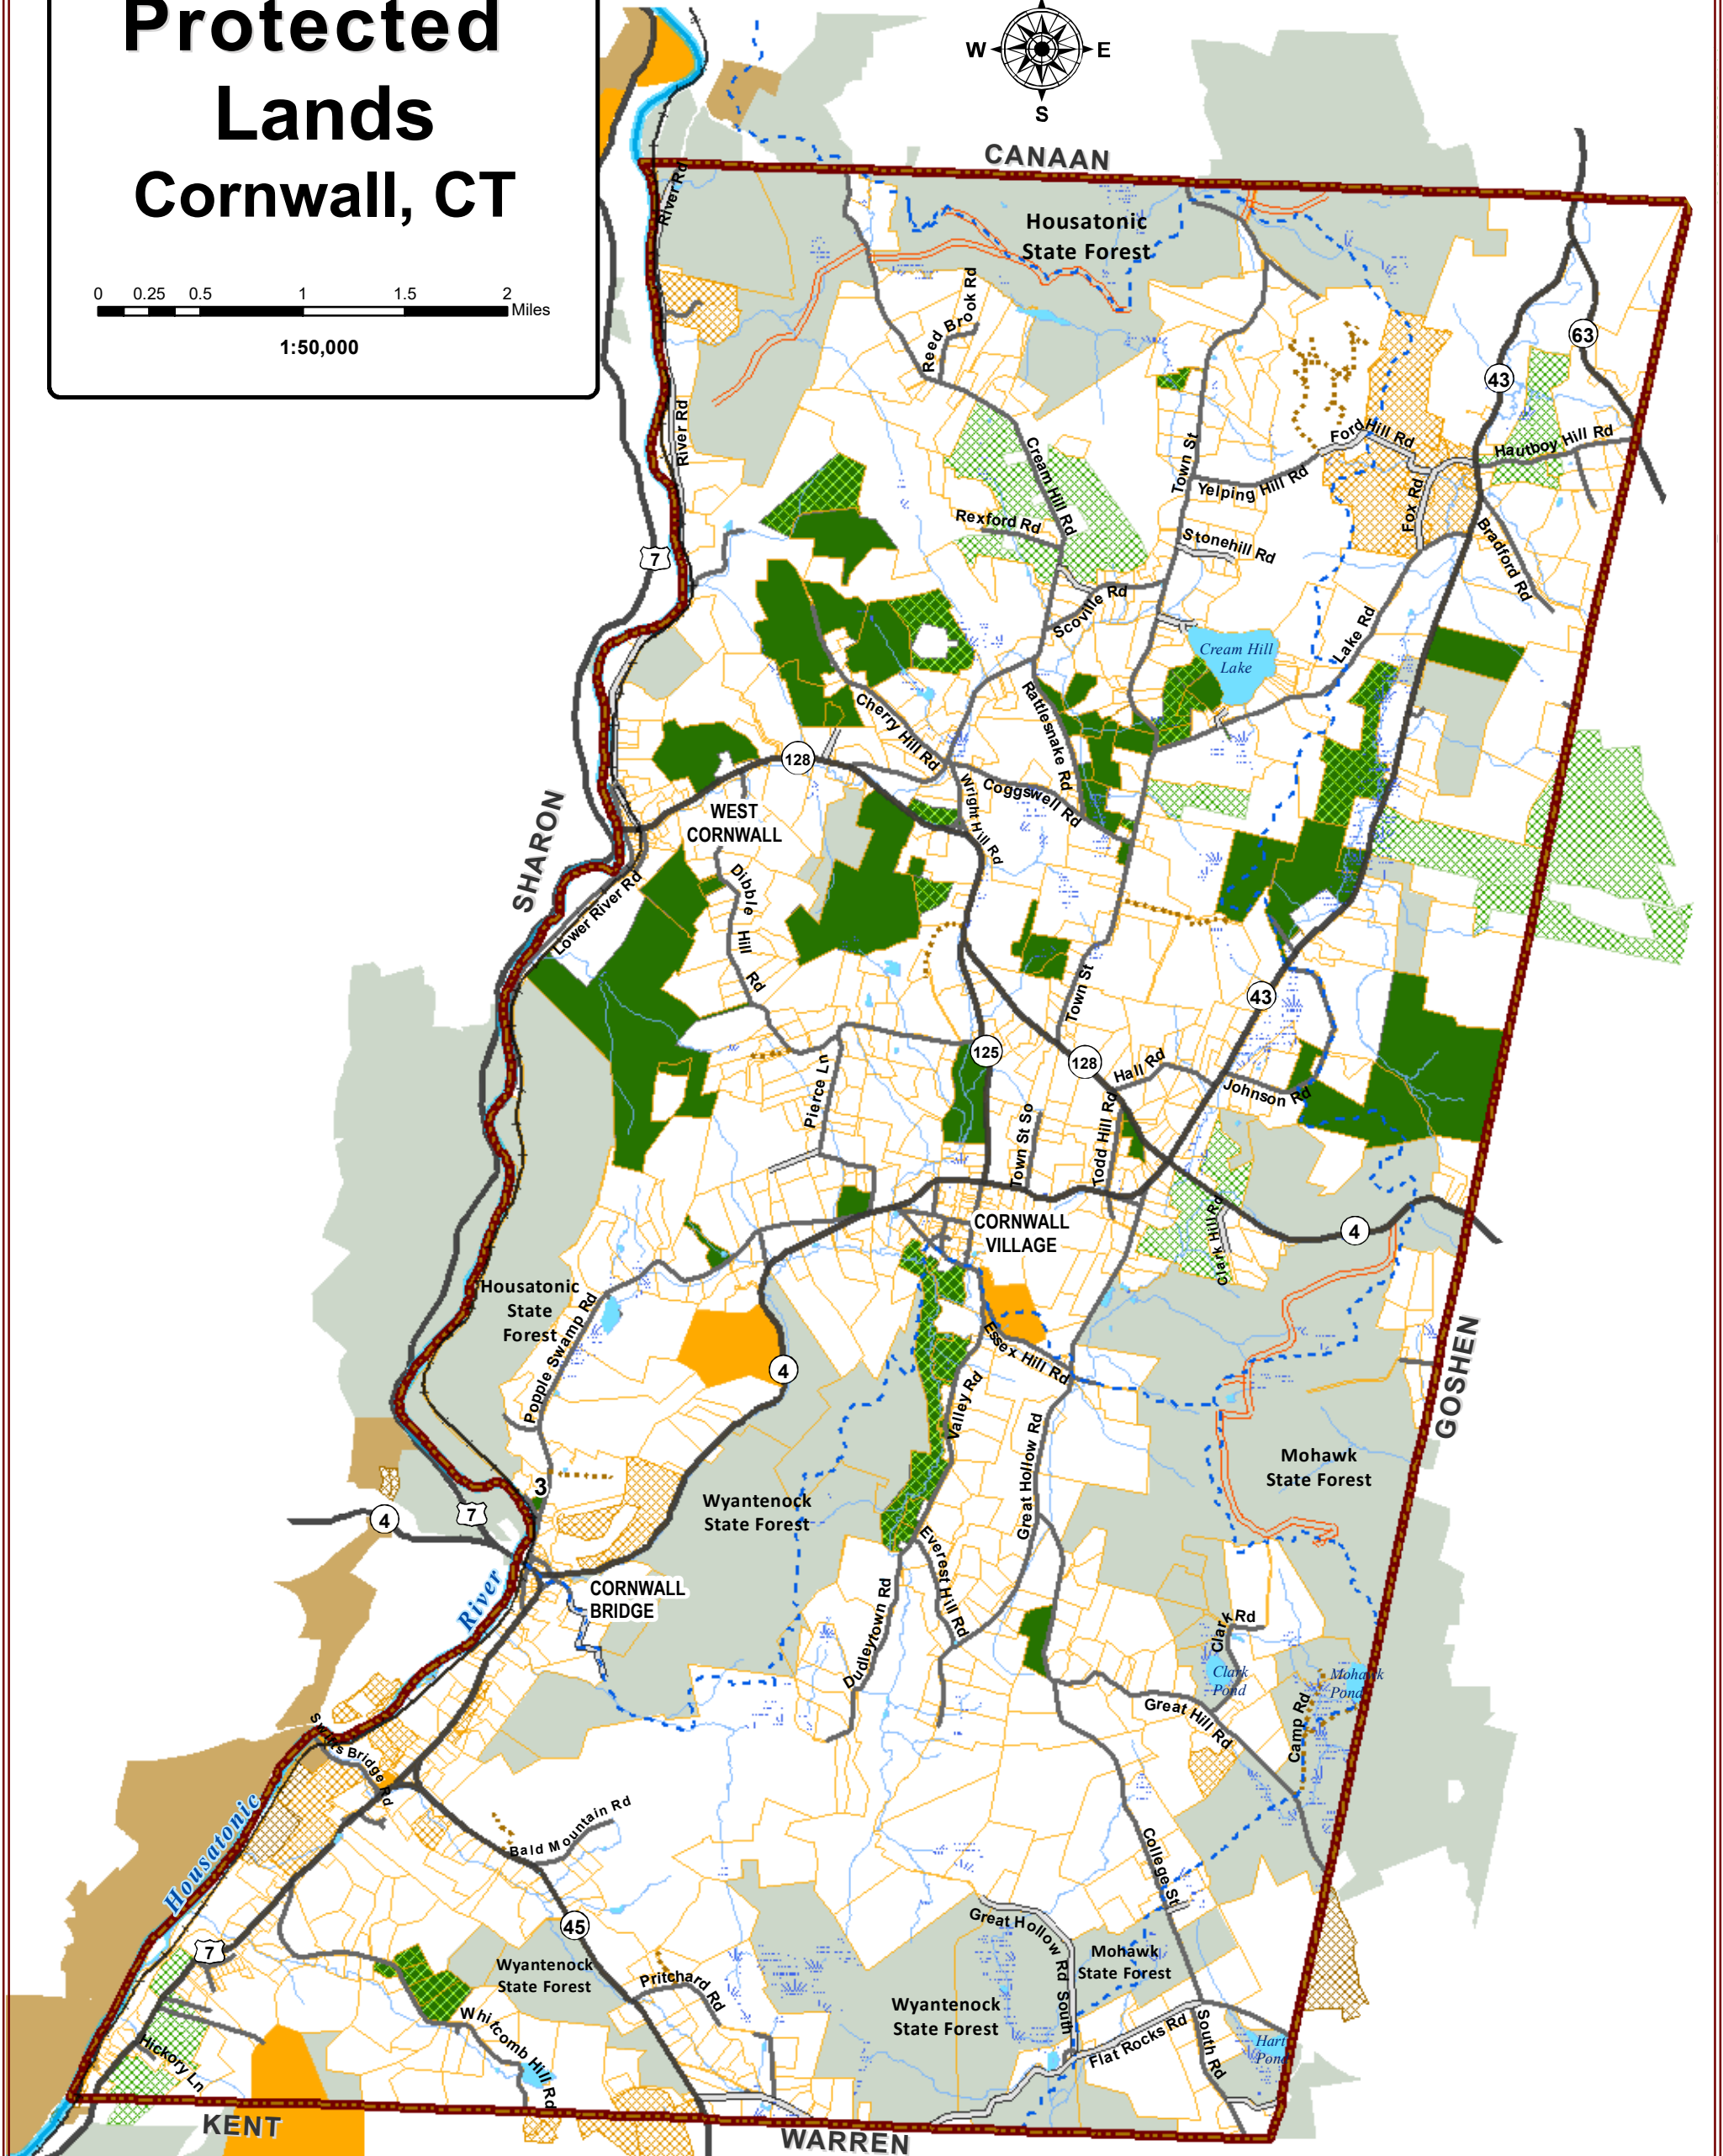 Protected
Lands
Cornwall, CT
0 0.25 0.5 1 1.5 2
Miles
1:50,000
W E
S
CANAAN
River Rd
Housatonic
State Forest
Reed Brook Rd
63
43
River Rd
Cream Hill Rd
Town St
Ford Hill Rd
Hautboy Hill Rd
Yelping Hill Rd
Fox Rd
Rexford Rd
Stonehill Rd
Bradford Rd
7
Scoville Rd
Lake Rd
Cream Hill
Lake
Cherry Hill Rd
Rattlesnake Rd
128
WEST
CORNWALL
Wright Hill Rd
Coggswell Rd
SHARON
Dibble Hill Rd
Lower River Rd
Town St
43
125
128
Hall Rd
Johnson Rd
Pierce Ln
Town St So
Todd Hill Rd
CORNWALL
VILLAGE
Clark Hill Rd
4
Housatonic
State
Forest
Popple Swamp Rd
Essex Hill Rd
4
Valley Rd
Great Hollow Rd
GOSHEN
Mohawk
State Forest
3
Wyantenock
State Forest
4
7
Everest Hill Rd
CORNWALL
BRIDGE
River
Dudleytown Rd
Clark Rd
Clark
Pond
Mohawk
Pond
Great Hill Rd
Camp Rd
Swifts Bridge Rd
Housatonic
Bald Mountain Rd
College St
45
Great Hollow Rd South
7
Wyantenock
State Forest
Mohawk
State Forest
Pritchard Rd
Wyantenock
State Forest
Whitcomb Hill Rd
Flat Rocks Rd
South Rd
Hart
Pond
Hickory Ln
KENT
WARREN